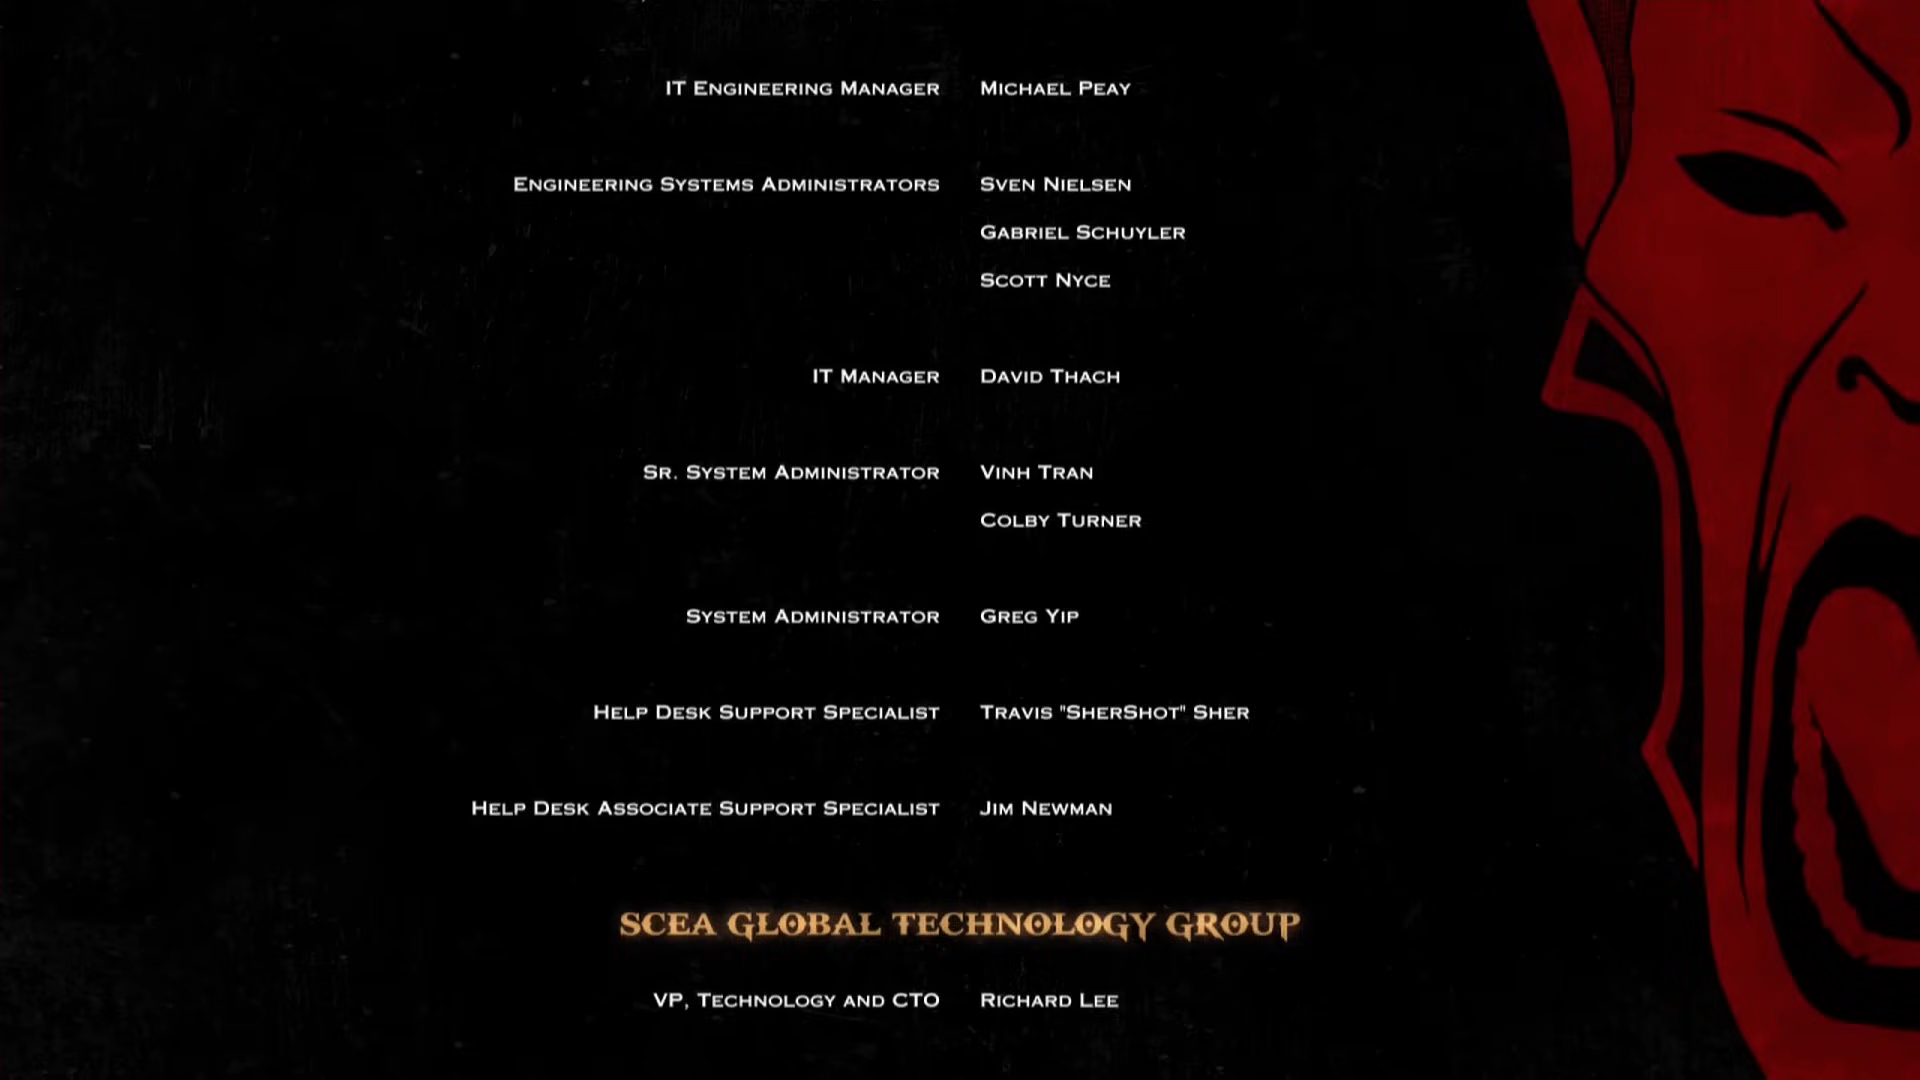 IT Engineering Manager Michael Peay
Engineering Systems Administrators Sven Nielsen
Gabriel Schuyler
Scott Nyce
IT Manager David Thach
Sr. System Administrator Vinh Tran
Colby Turner
System Administrator Greg Yip
Help Desk Support Specialist Travis "SherShot" Sher
Help Desk Associate Support Specialist Jim Newman
SCEA GLOBAL TECHNOLOGY GROUP
VP, Technology and CTO Richard Lee